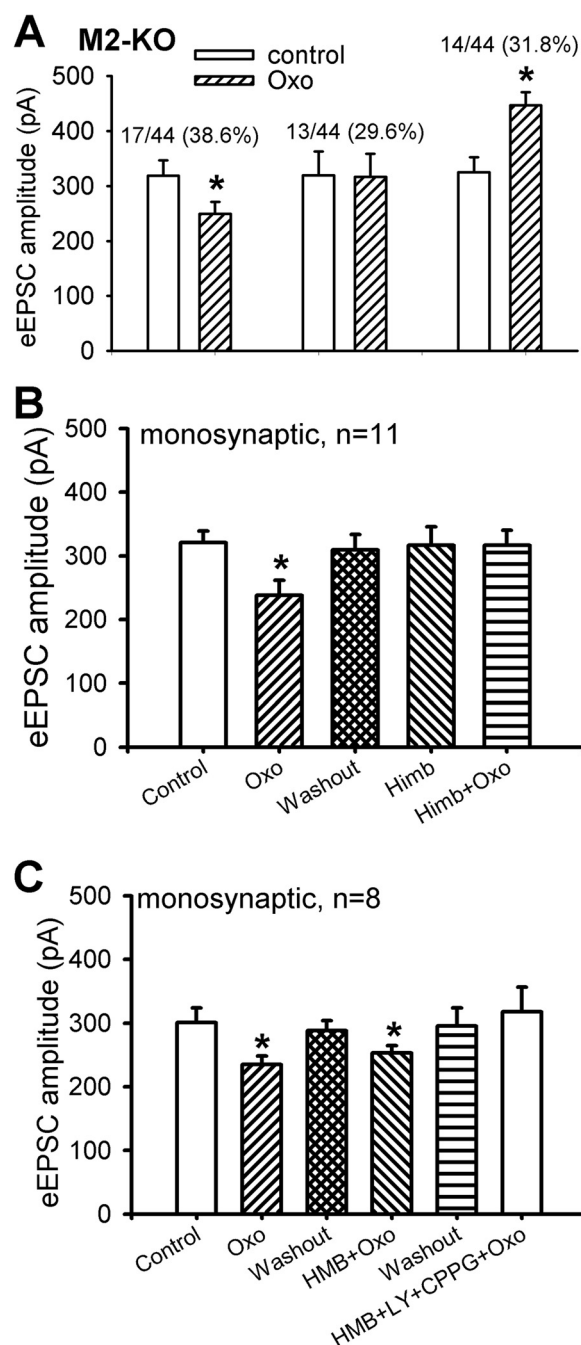 A M2-KO
control
Oxo
14/44 (31.8%)
*
17/44 (38.6%)
13/44 (29.6%)
*
eEPSC amplitude (pA)
500
400
300
200
100
0
B
monosynaptic, n=11
eEPSC amplitude (pA)
500
400
300
200
100
0
*
Control
Oxo
Washout
Himb
Himb+Oxo
C
monosynaptic, n=8
eEPSC amplitude (pA)
500
400
300
200
100
0
*
*
Control
Oxo
Washout
HMB+Oxo
Washout
HMB+LY+CPPG+Oxo